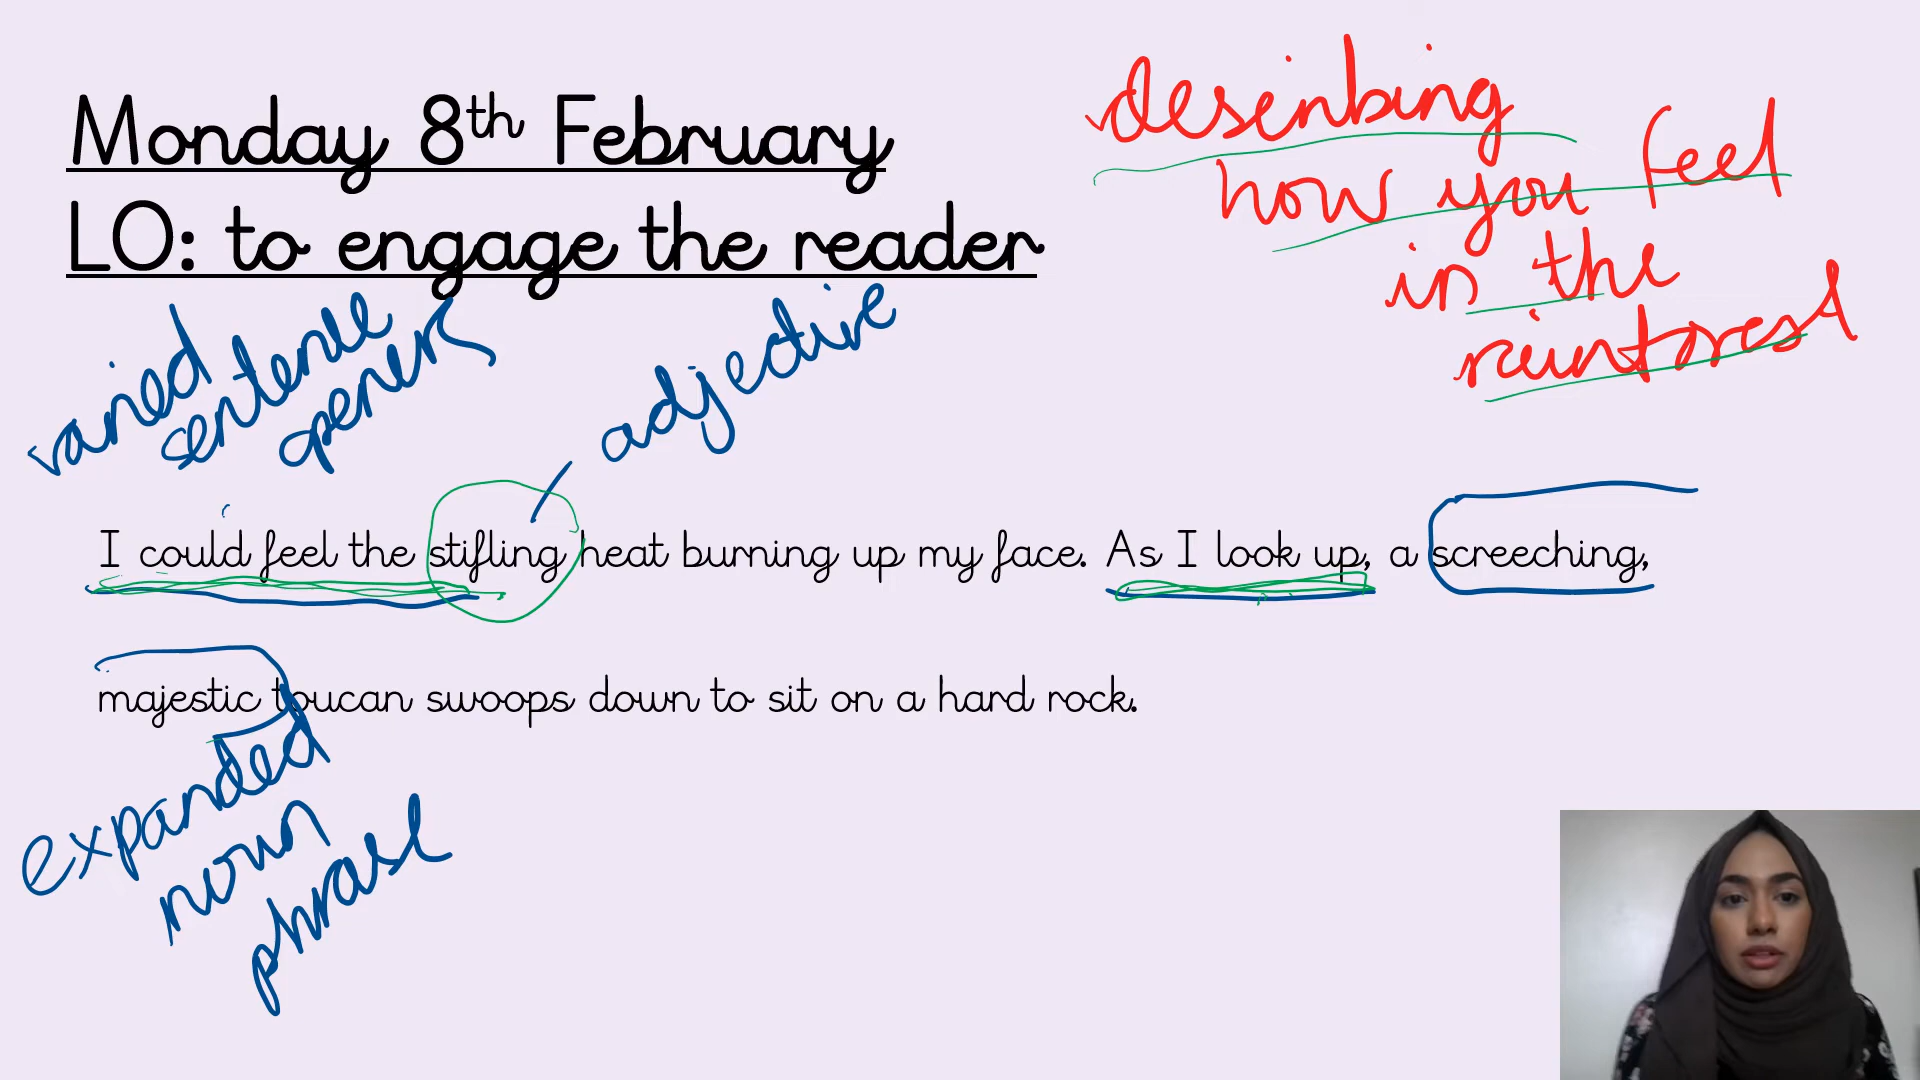 Monday 8th February
LO: to engage the reader
describing
how you feel
in the
rainforest
varied
sentence
openers
adjective
I could feel the stifling heat burning up my face. As I look up, a screeching,
majestic toucan swoops down to sit on a hard rock.
expanded
noun
phrase